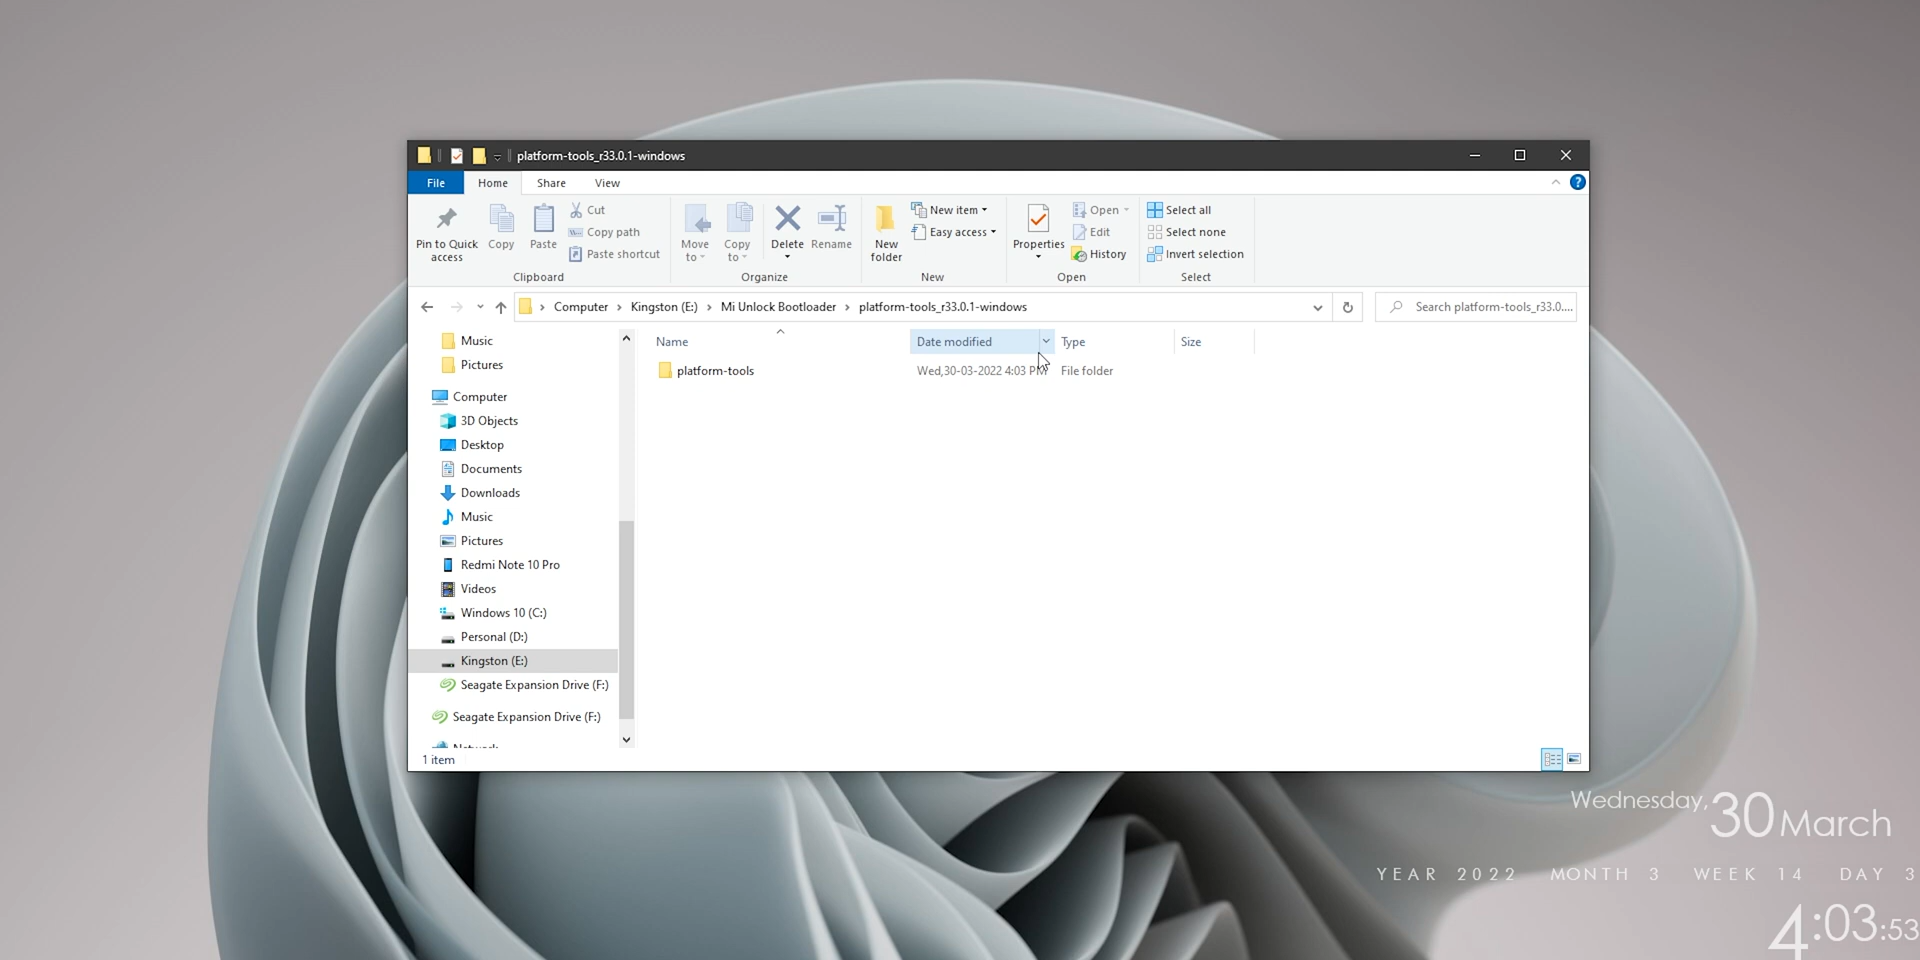 platform-tools_r33.0.1-windows
File Home Share View
Pin to Quick access
Copy
Paste
Cut
Copy path
Paste shortcut
Clipboard
Move to
Copy to
Delete
Rename
Organize
New folder
New item
Easy access
New
Properties
Open
Edit
History
Open
Select all
Select none
Invert selection
Select
Computer > Kingston (E:) > Mi Unlock Bootloader > platform-tools_r33.0.1-windows
Search platform-tools_r33.0....
Music
Pictures
Computer
3D Objects
Desktop
Documents
Downloads
Music
Pictures
Redmi Note 10 Pro
Videos
Windows 10 (C:)
Personal (D:)
Kingston (E:)
Seagate Expansion Drive (F:)
Seagate Expansion Drive (F:)
Name Date modified Type Size
platform-tools Wed,30-03-2022 4:03 PM File folder
1 item
Wednesday, 30 March
YEAR 2022 MONTH 3 WEEK 14 DAY 3
4:03:53